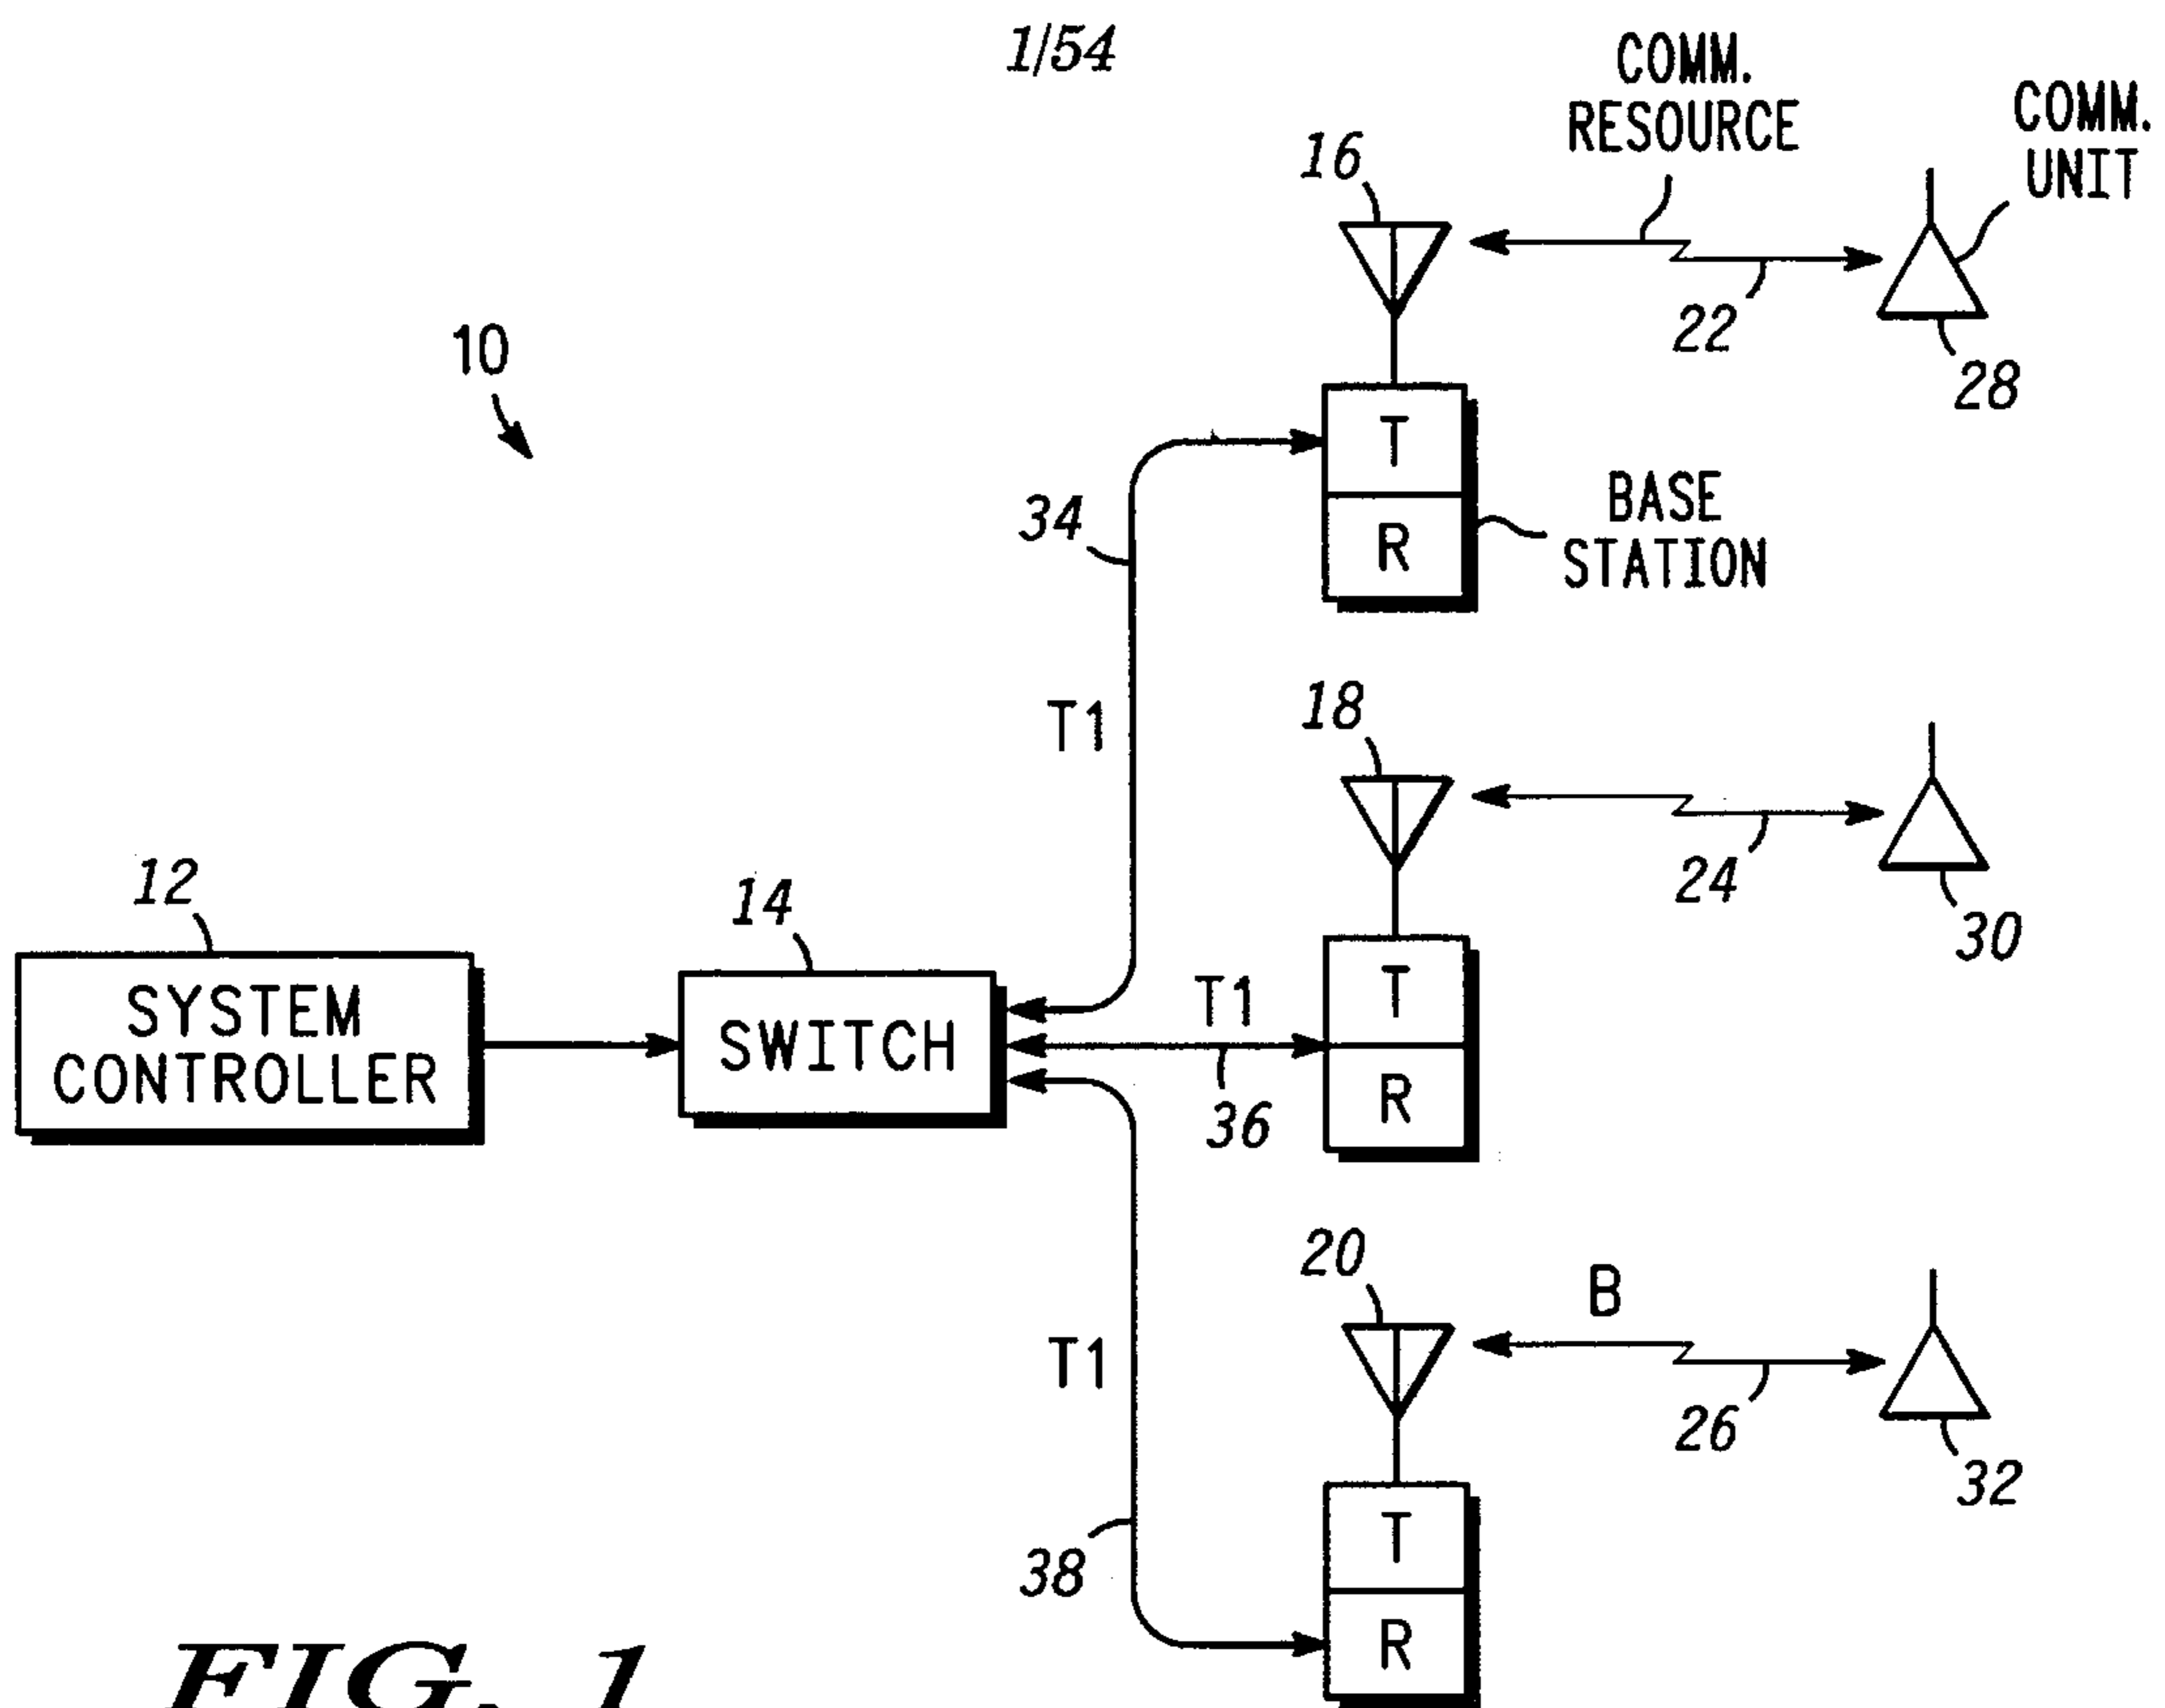 1/54
COMM.
RESOURCE
COMM.
UNIT
16
22
28
10
T
R
BASE
STATION
34
T1
18
24
30
12
SYSTEM
CONTROLLER
14
SWITCH
T1
36
T
R
20
B
26
32
T1
38
T
R
FIG. 1